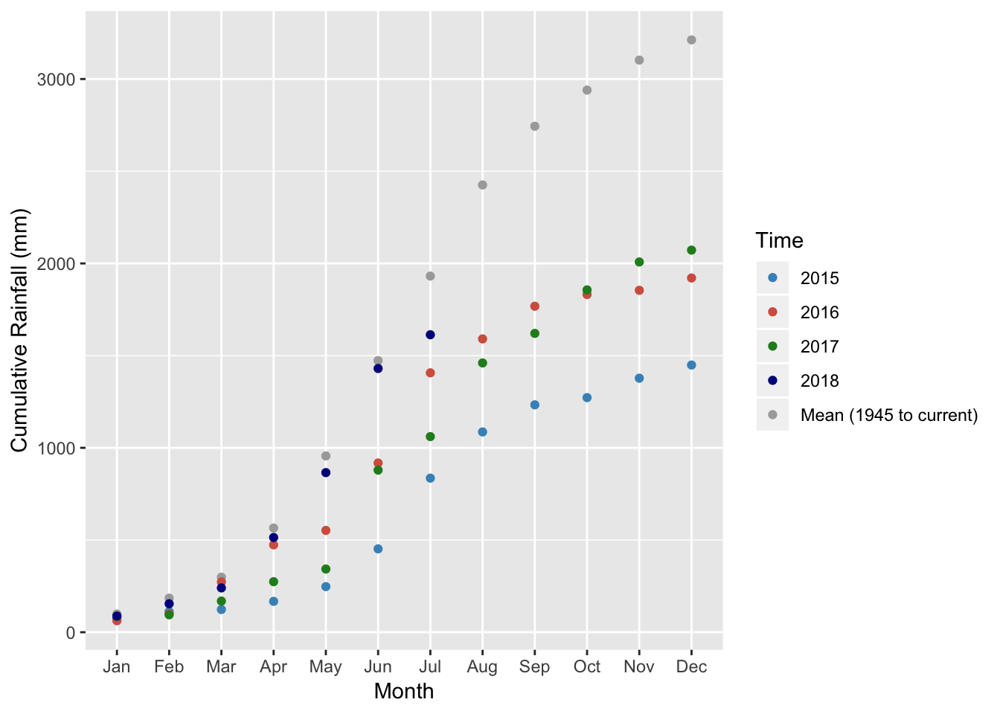 Cumulative Rainfall (mm)
3000
2000
1000
0
Jan Feb Mar Apr May Jun Jul Aug Sep Oct Nov Dec
Month
Time
2015
2016
2017
2018
Mean (1945 to current)